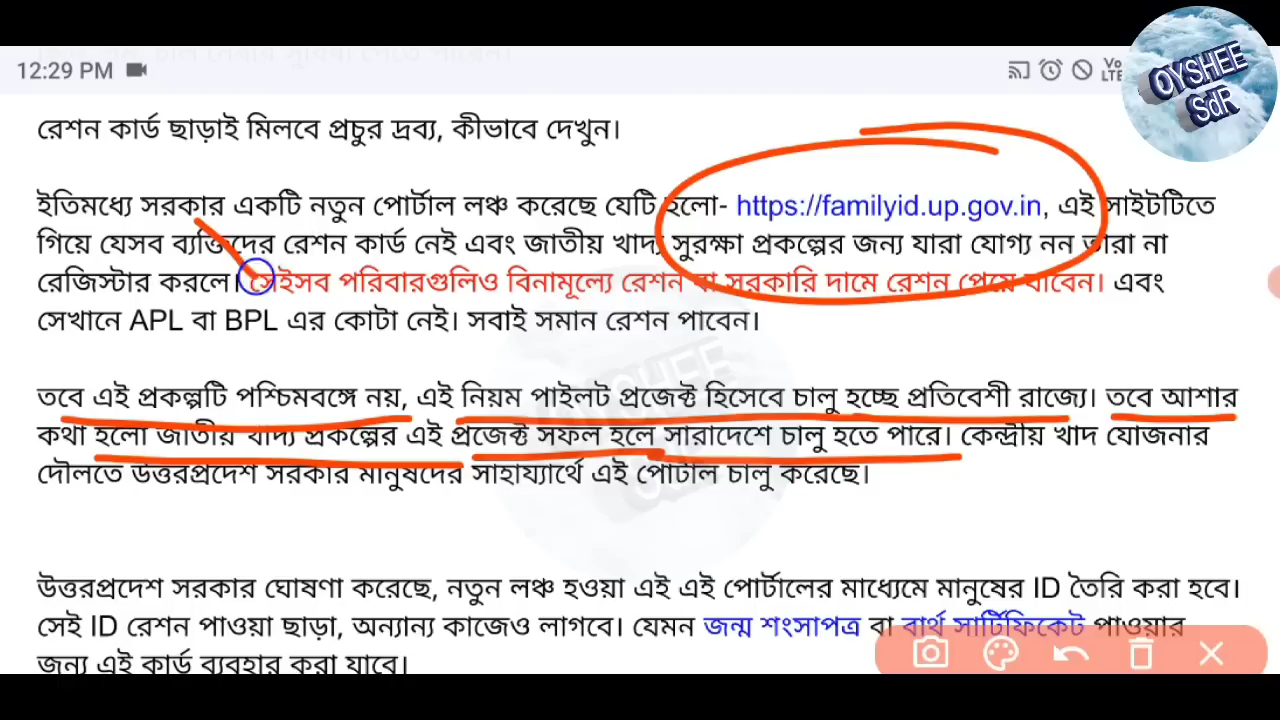 12:29 PM
Vo
LTE
OYSHEE
SdR
রেশন কার্ড ছাড়াই মিলবে প্রচুর দ্রব্য, কীভাবে দেখুন।
ইতিমধ্যে সরকার একটি নতুন পোর্টাল লঞ্চ করেছে যেটি হলো- https://familyid.up.gov.in, এই সাইটটিতে
গিয়ে যেসব ব্যক্তিদের রেশন কার্ড নেই এবং জাতীয় খাদ্য সুরক্ষা প্রকল্পের জন্য যারা যোগ্য নন তারা না
রেজিস্টার করলে। সেইসব পরিবারগুলিও বিনামূল্যে রেশন বা সরকারি দামে রেশন পেয়ে যাবেন। এবং
সেখানে APL বা BPL এর কোটা নেই। সবাই সমান রেশন পাবেন।
তবে এই প্রকল্পটি পশ্চিমবঙ্গে নয়, এই নিয়ম পাইলট প্রজেক্ট হিসেবে চালু হচ্ছে প্রতিবেশী রাজ্যে। তবে আশার
কথা হলো জাতীয় খাদ্য প্রকল্পের এই প্রজেক্ট সফল হলে সারাদেশে চালু হতে পারে। কেন্দ্রীয় খাদ যোজনার
দৌলতে উত্তরপ্রদেশ সরকার মানুষদের সাহায্যার্থে এই পোর্টাল চালু করেছে।
উত্তরপ্রদেশ সরকার ঘোষণা করেছে, নতুন লঞ্চ হওয়া এই এই পোর্টালের মাধ্যমে মানুষের ID তৈরি করা হবে।
সেই ID রেশন পাওয়া ছাড়া, অন্যান্য কাজেও লাগবে। যেমন জন্ম শংসাপত্র বা বার্থ সার্টিফিকেট পাওয়ার
জন্য এই কার্ড ব্যবহার করা যাবে।